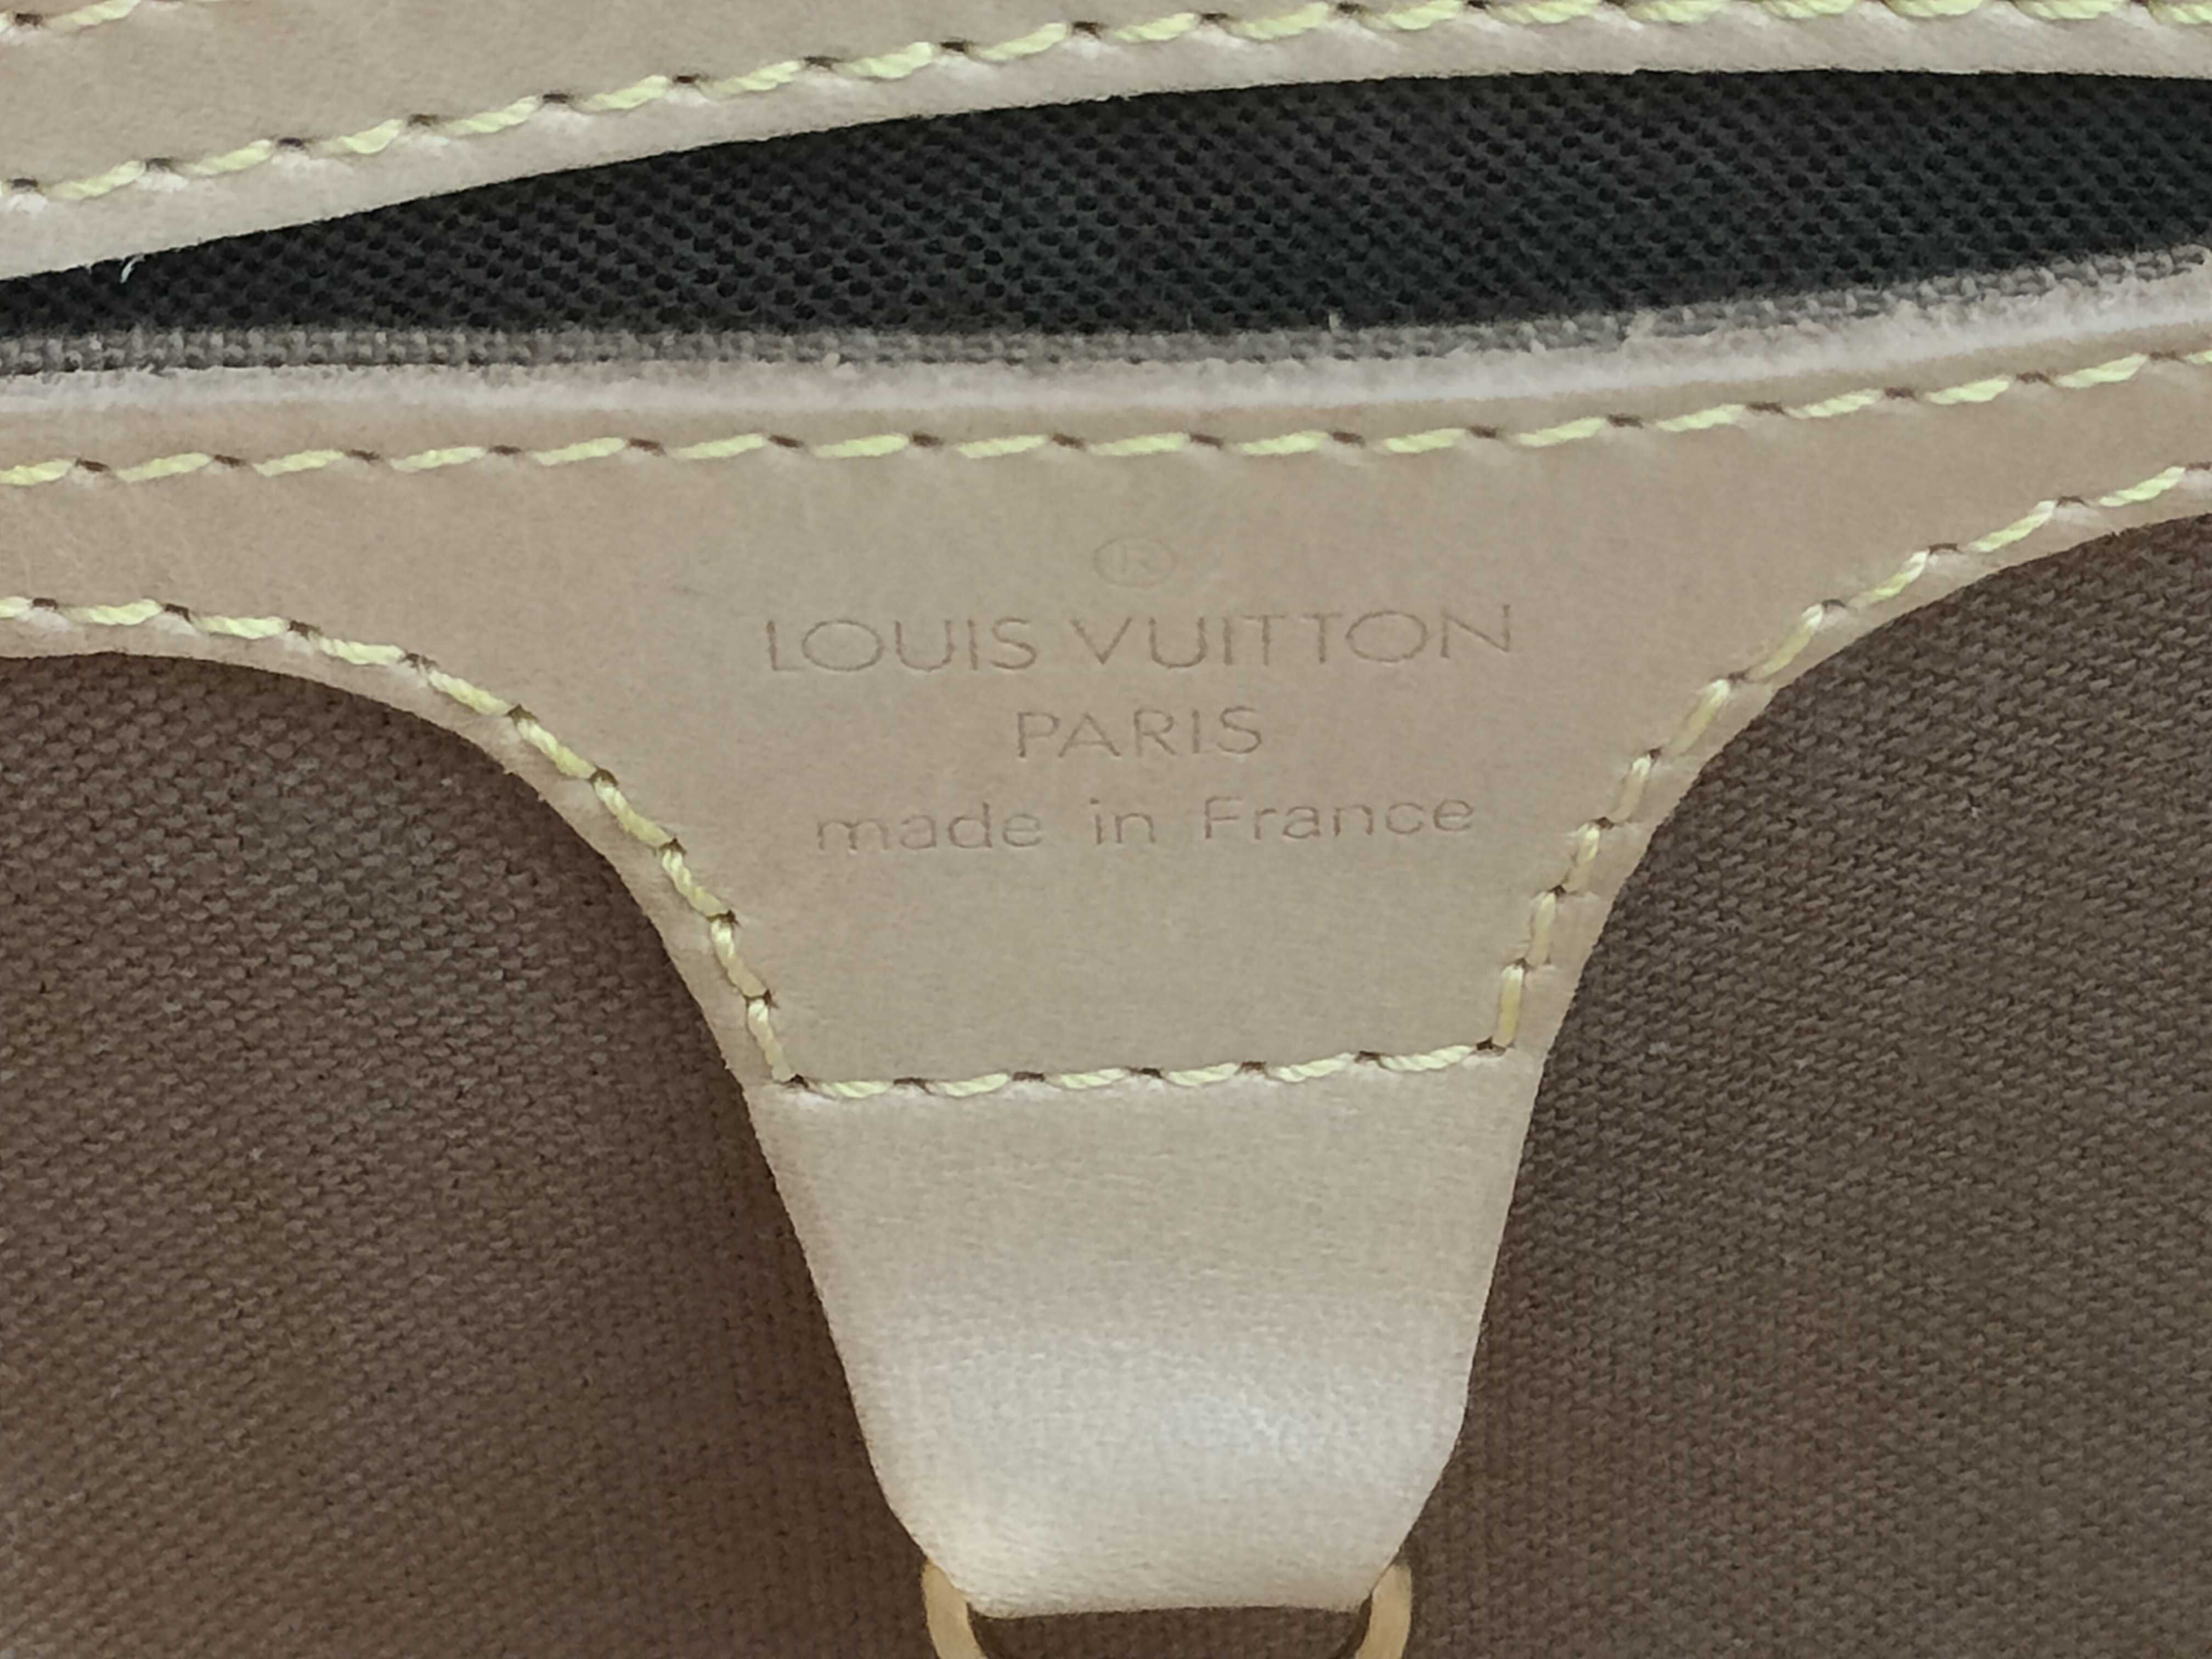 ®
LOUIS VUITTON
PARIS
made in France